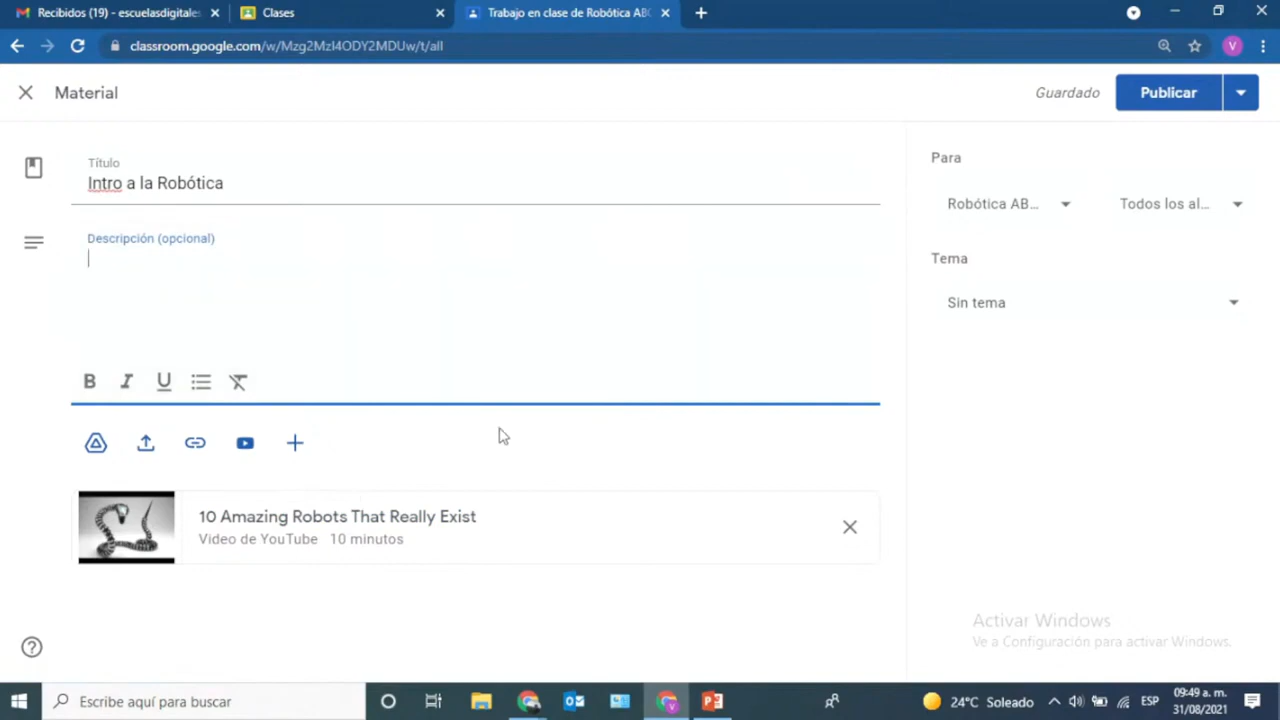 Recibidos (19) - escuelasdigitales
Clases
Trabajo en clase de Robótica ABC
classroom.google.com/w/Mzg2MzI4ODY2MDUw/t/all
V
Material
Guardado
Publicar
Título
Intro a la Robótica
Descripción (opcional)
B I U
10 Amazing Robots That Really Exist
Video de YouTube 10 minutos
Para
Robótica AB...
Todos los al...
Tema
Sin tema
Activar Windows
Ve a Configuración para activar Windows.
Escribe aquí para buscar
24°C Soleado
ESP
09:49 a. m.
31/08/2021